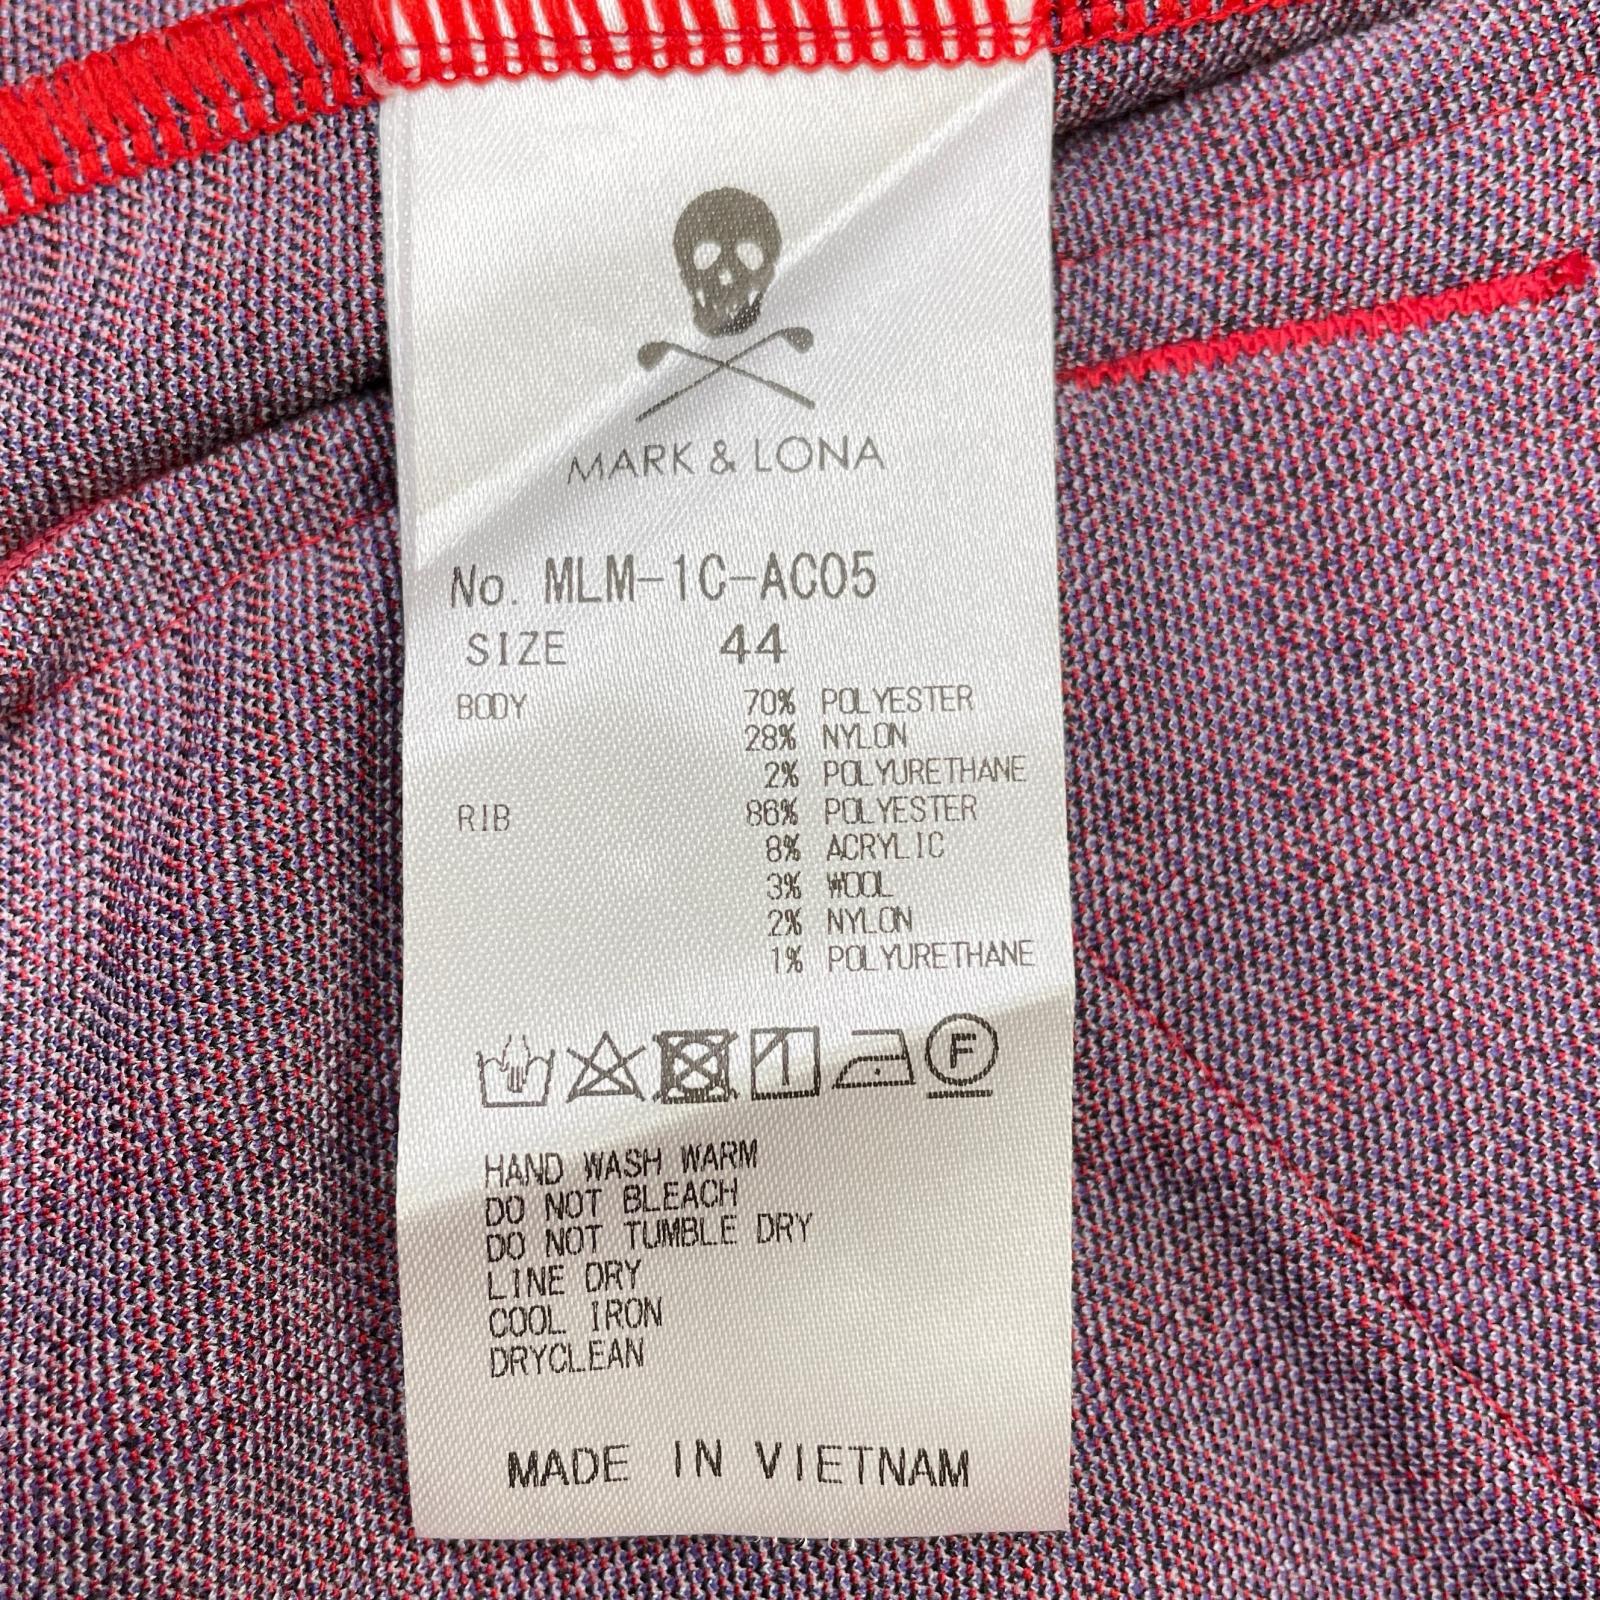 MARK & LONA
No. MLM-1C-AC05
SIZE 44
BODY 70% POLYESTER
28% NYLON
2% POLYURETHANE
RIB 86% POLYESTER
8% ACRYLIC
3% WOOL
2% NYLON
1% POLYURETHANE
F
HAND WASH WARM
DO NOT BLEACH
DO NOT TUMBLE DRY
LINE DRY
COOL IRON
DRYCLEAN
MADE IN VIETNAM